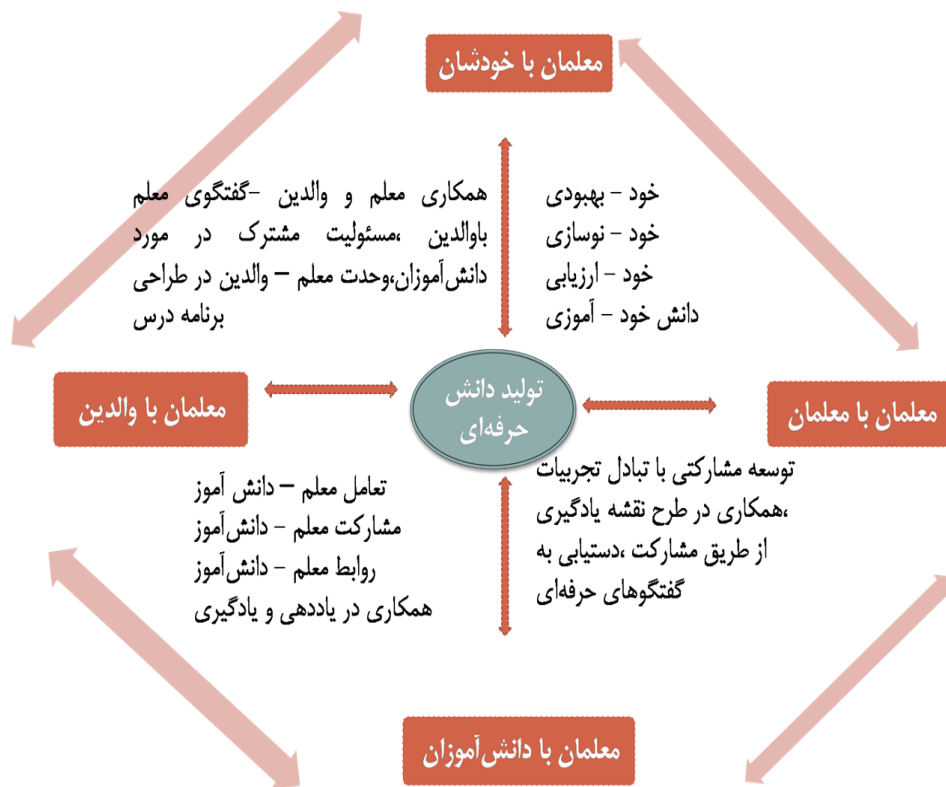 معلمان با خودشان
خود – بهبودی
خود – نوسازی
خود – ارزیابی
دانش خود – آموزی
همکاری معلم و والدین –گفتگوی معلم
باوالدین ،مسئولیت مشترک در مورد
دانش‌آموزان،وحدت معلم – والدین در طراحی
برنامه درس
تولید دانش
حرفه‌ای
معلمان با معلمان
معلمان با والدین
توسعه مشارکتی با تبادل تجربیات
،همکاری در طرح نقشه یادگیری
از طریق مشارکت ،دستیابی به
گفتگوهای حرفه‌ای
تعامل معلم – دانش آموز
مشارکت معلم – دانش‌آموز
روابط معلم – دانش‌آموز
همکاری در یاددهی و یادگیری
معلمان با دانش‌آموزان